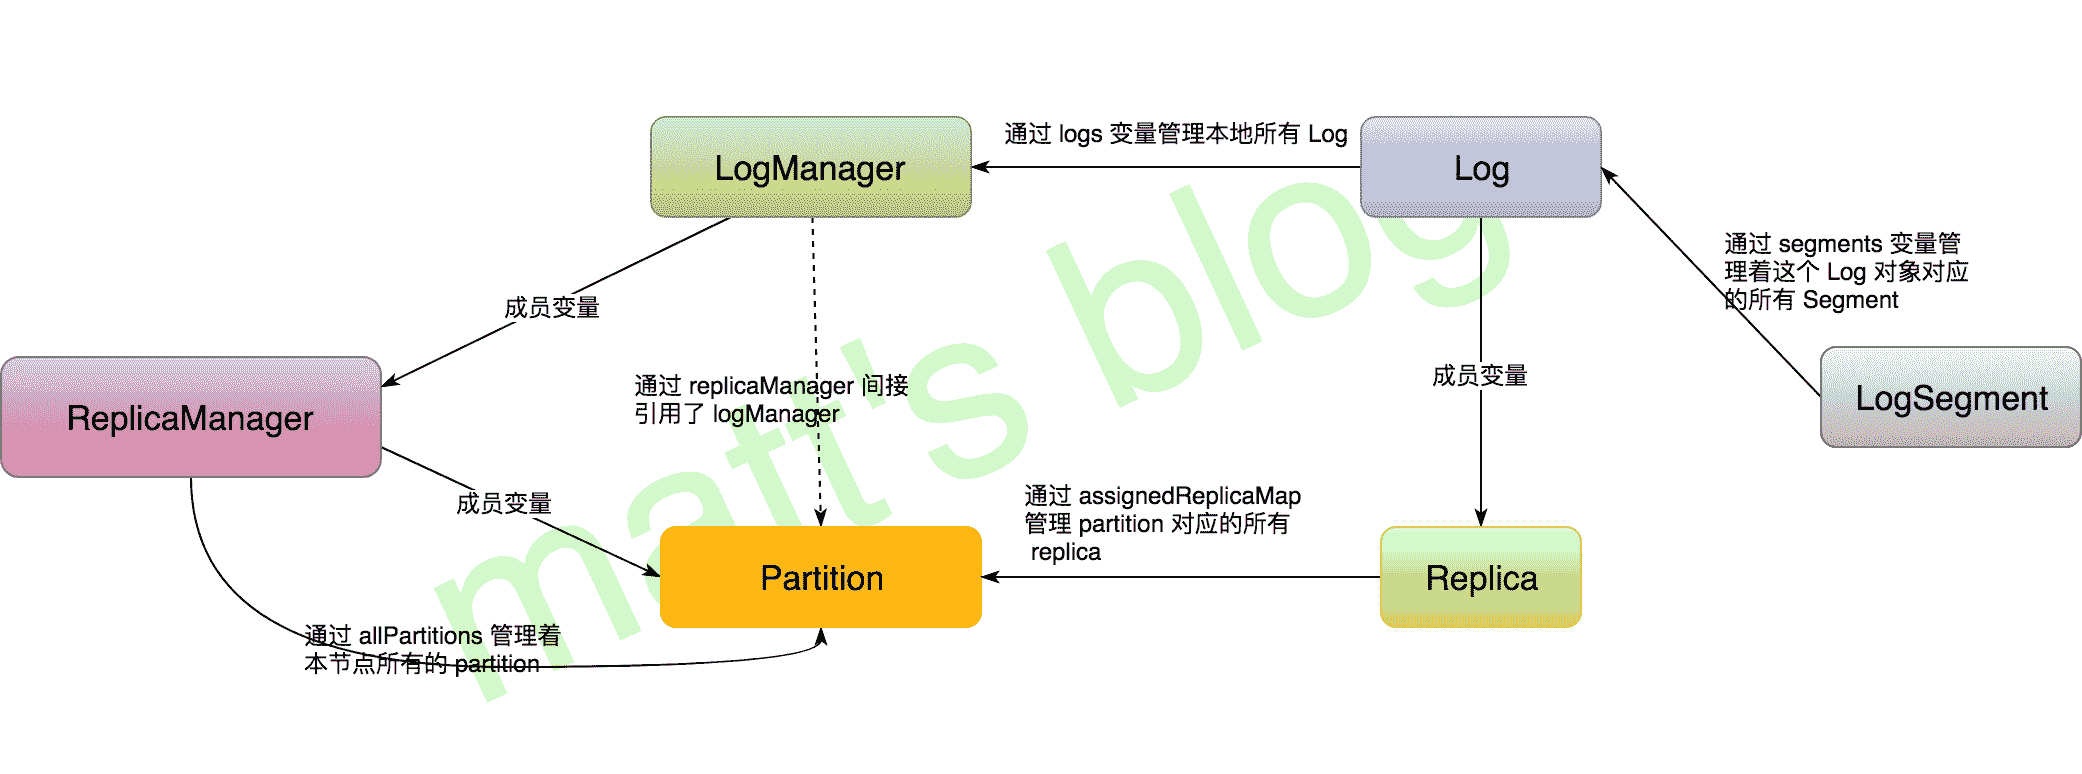 通过 logs 变量管理本地所有 Log
LogManager
Log
通过 segments 变量管
理着这个 Log 对象对应
的所有 Segment
成员变量
成员变量
通过 replicaManager 间接
引用了 logManager
ReplicaManager
LogSegment
成员变量
通过 assignedReplicaMap
管理 partition 对应的所有
replica
Partition
Replica
通过 allPartitions 管理着
本节点所有的 partition
matt's blog